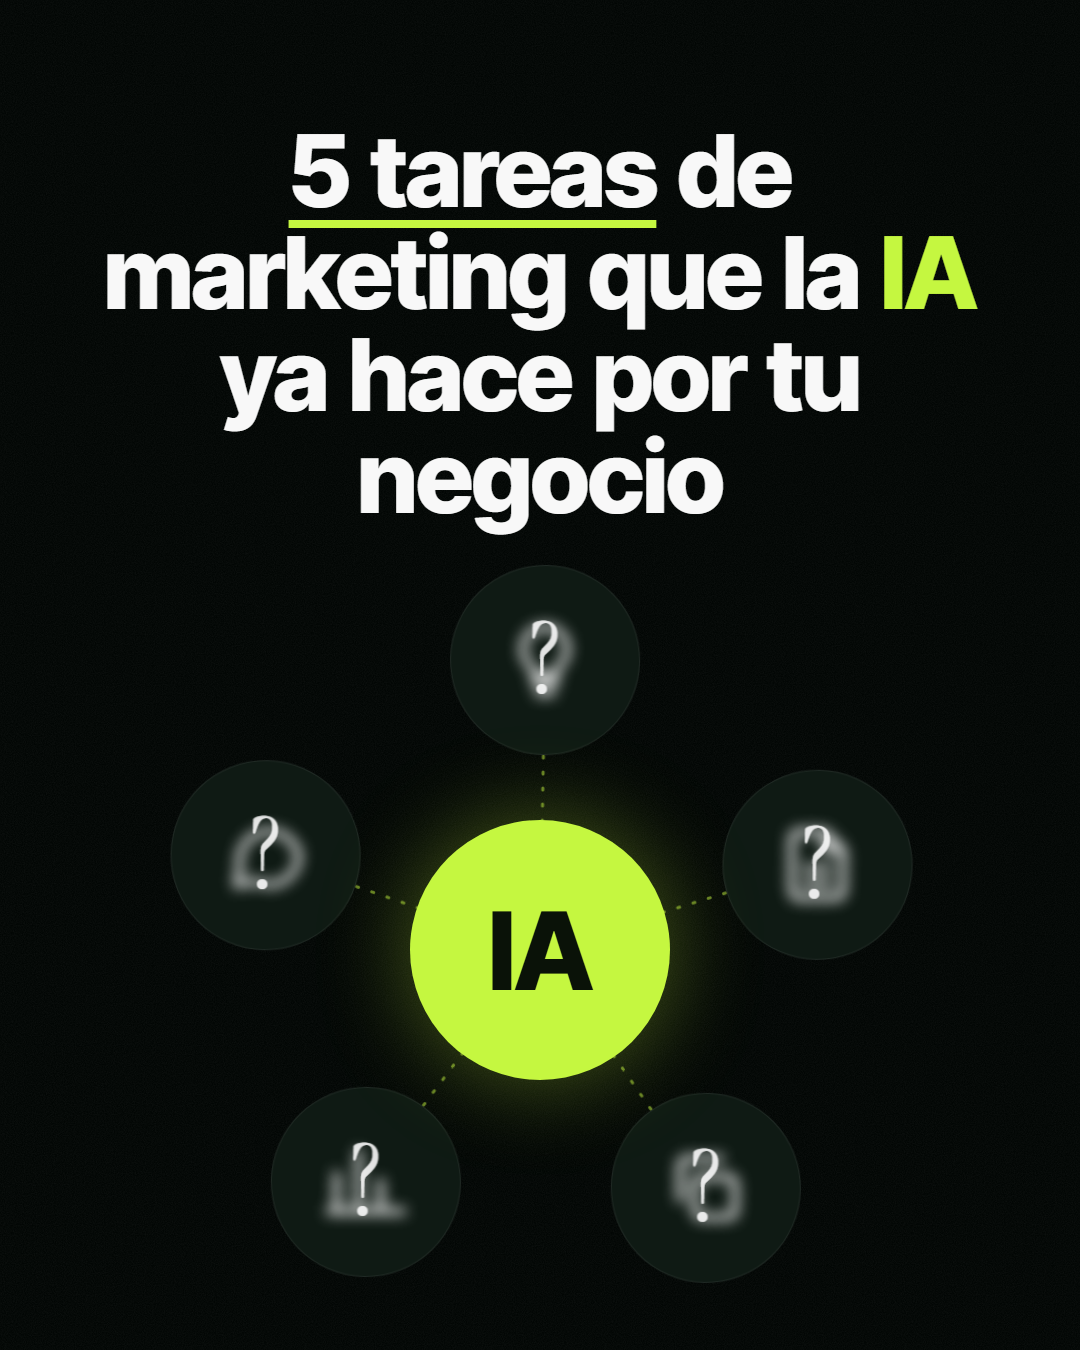 5 tareas de
marketing que la IA
ya hace por tu
negocio
?
?
?
IA
?
?